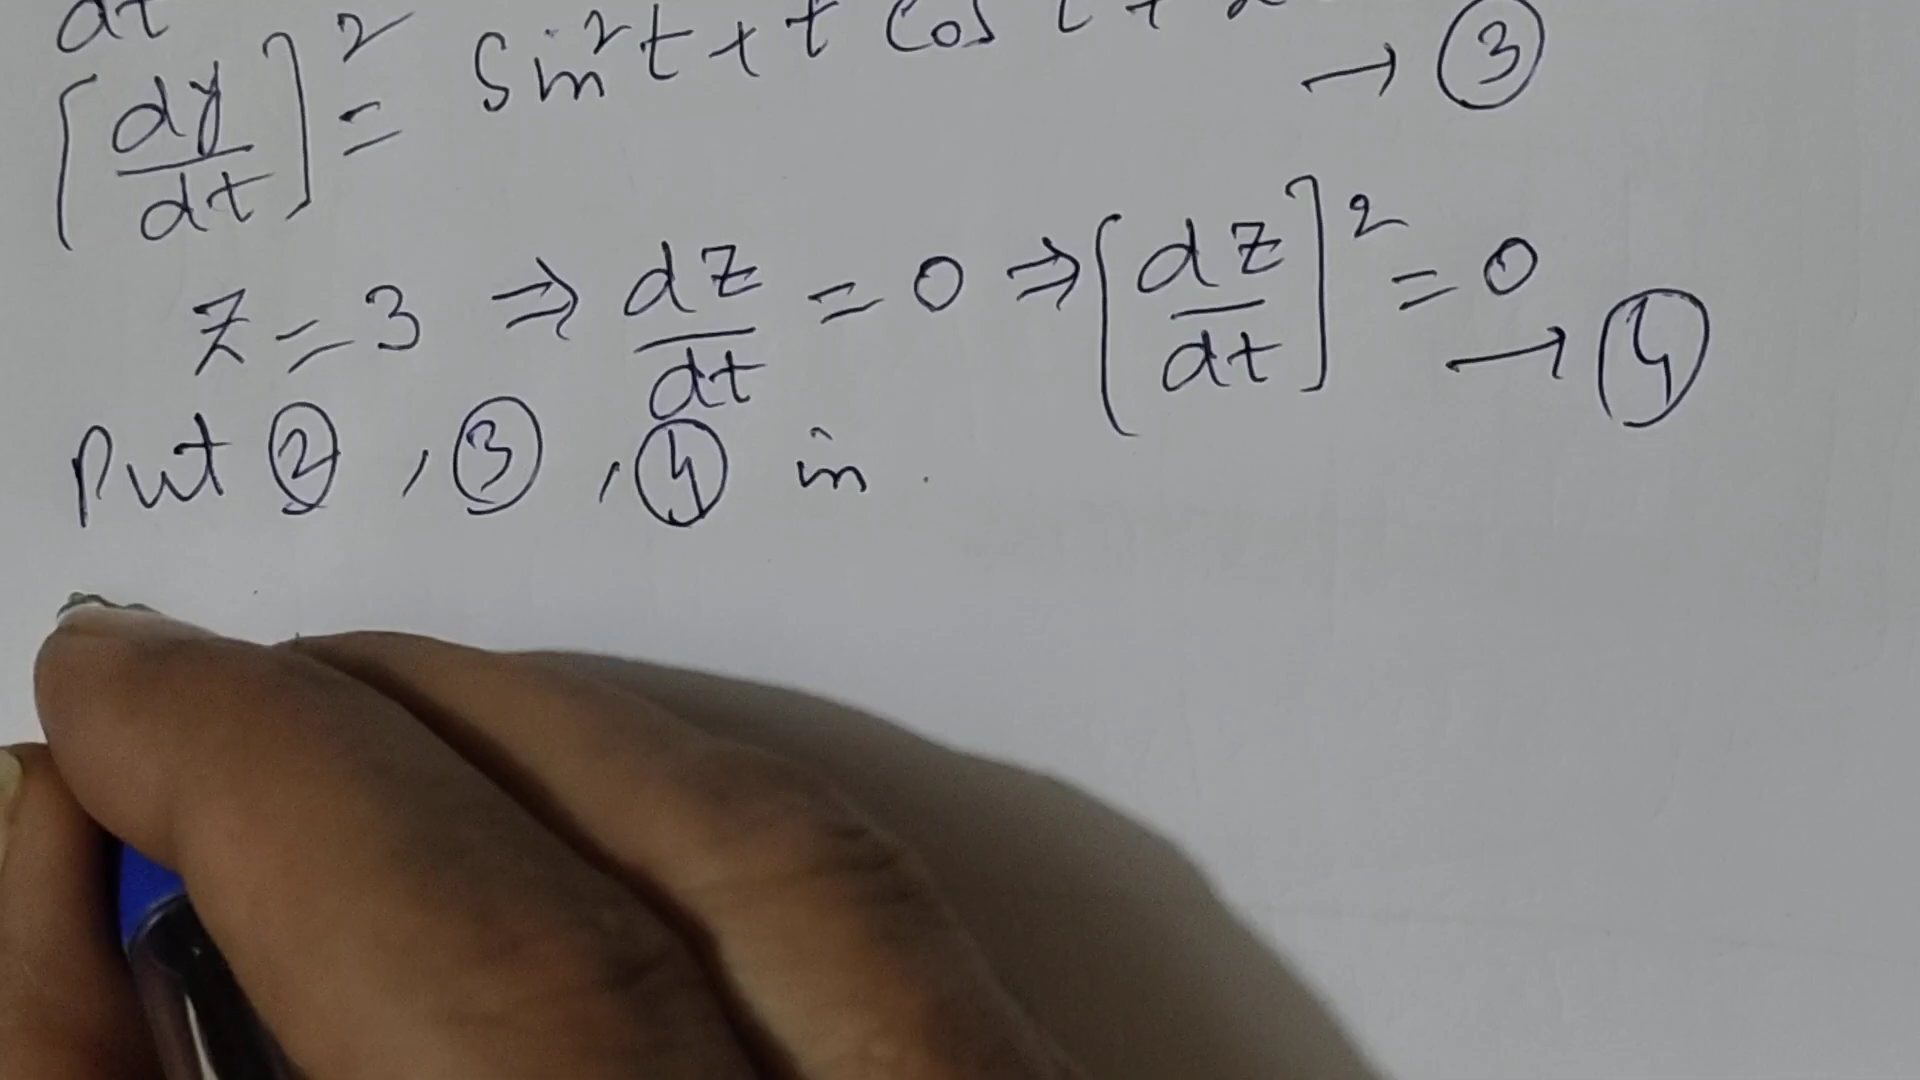 dt
[dy/dt]² = Sin²t + t Cos t +
→ ③
z = 3 ⇒ dz/dt = 0 ⇒ [dz/dt]² = 0
→ ④
Put ②, ③, ④ in